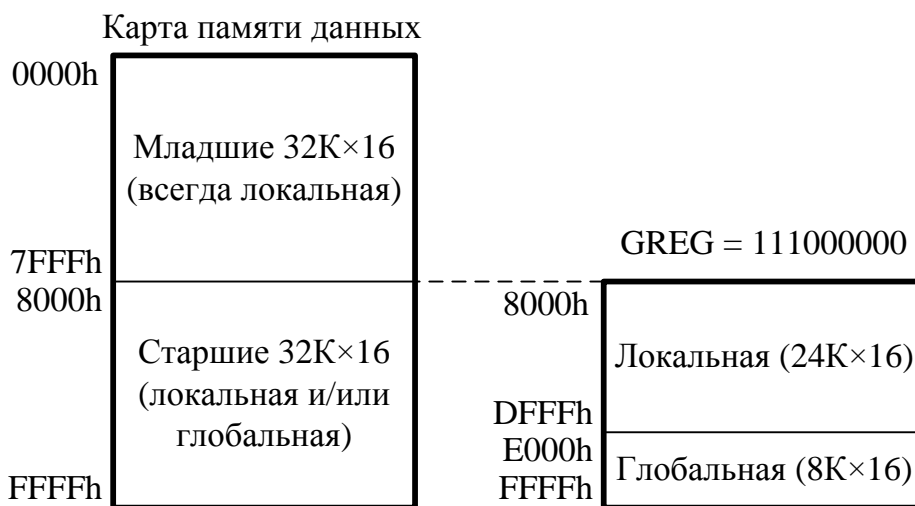 Карта памяти данных
0000h
Младшие 32К×16
(всегда локальная)
7FFFh
8000h
Старшие 32К×16
(локальная и/или
глобальная)
FFFFh
GREG = 111000000
8000h
Локальная (24К×16)
DFFFh
E000h
Глобальная (8К×16)
FFFFh